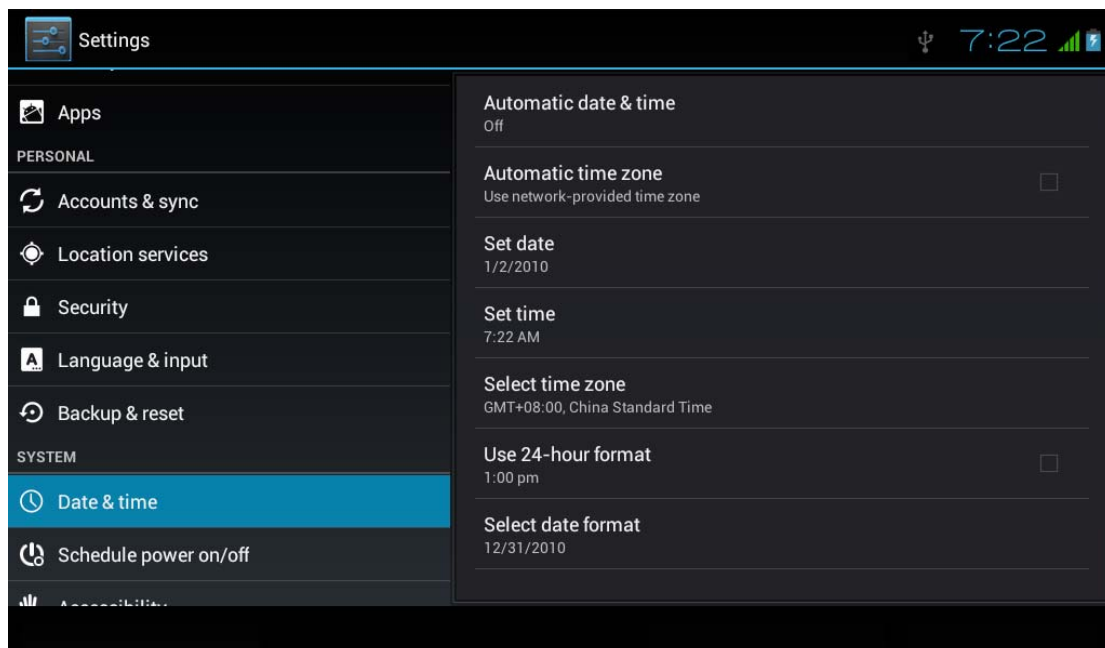 Settings
7:22
Apps
PERSONAL
Accounts & sync
Location services
Security
Language & input
Backup & reset
SYSTEM
Date & time
Schedule power on/off
Automatic date & time
Off
Automatic time zone
Use network-provided time zone
Set date
1/2/2010
Set time
7:22 AM
Select time zone
GMT+08:00, China Standard Time
Use 24-hour format
1:00 pm
Select date format
12/31/2010